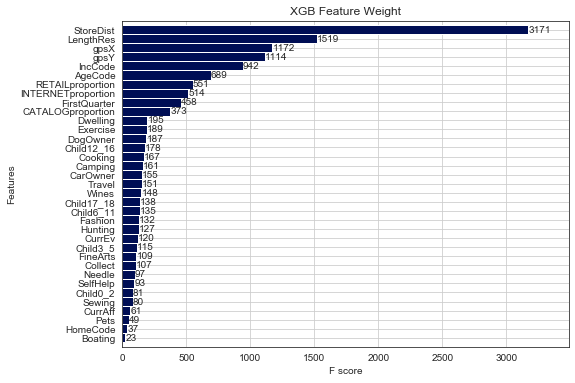 XGB Feature Weight
Features
StoreDist 3171
LengthRes 1519
gpsX 1172
gpsY 1114
IncCode 942
AgeCode 689
RETAILproportion 551
INTERNETproportion 514
FirstQuarter 458
CATALOGproportion 373
Dwelling 195
Exercise 189
DogOwner 187
Child12_16 178
Cooking 167
Camping 161
CarOwner 155
Travel 151
Wines 148
Child17_18 138
Child6_11 135
Fashion 132
Hunting 127
CurrEv 120
Child3_5 115
FineArts 109
Collect 107
Needle 97
SelfHelp 93
Child0_2 81
Sewing 80
CurrAff 61
Pets 49
HomeCode 37
Boating 23
0 500 1000 1500 2000 2500 3000
F score